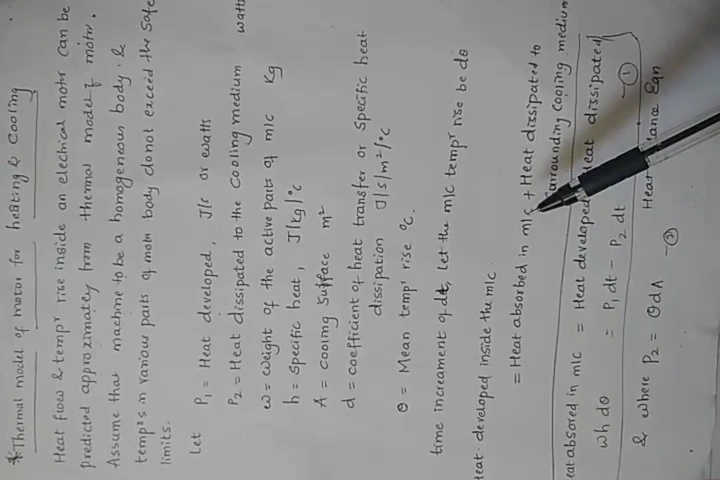 *Thermal model of motor for heating & cooling
Heat flow & tempr rise inside an electrical motor can be
predicted approximately from thermal model of motor.
Assume that machine to be a homogeneous body. &
tempr's in various parts of motor body donot exceed the safe
limits.
Let P1 = Heat developed, J/s or watts
P2 = Heat dissipated to the cooling medium watts
w = weight of the active parts of m/c Kg
h = specific heat, J/kg/°c
A = cooling surface m²
d = coefficient of heat transfer or specific heat
dissipation J/s/m²/°c
θ = Mean tempr rise °c.
time increament of dt, let the m/c tempr rise be dθ
Heat developed inside the m/c.
= Heat absorbed in m/c + Heat dissipated to
surrounding cooling medium
eat absored in m/c = Heat developed Heat dissipated
wh dθ = P1 dt - P2 dt —①
& where P2 = θdA —② Heat lance Eqn